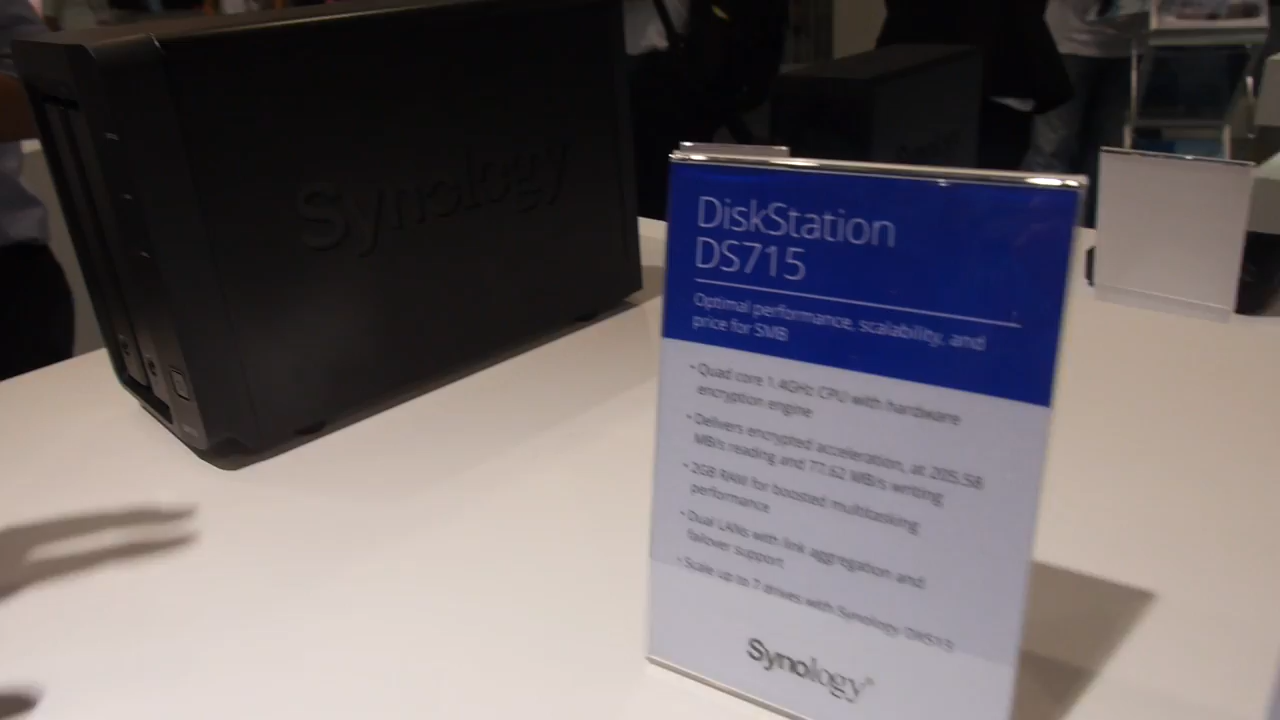 Synology
DiskStation
DS715
Optimal performance, scalability, and
price for SMB
• Quad core 1.4GHz CPU with hardware
encryption engine
• Delivers encrypted acceleration, at 205.58
MB/s reading and 77.62 MB/s writing
• 2GB RAM for boosted multitasking
performance
• Dual LANs with link aggregation and
failover support
• Scale up to 7 drives with Synology DX513
Synology®